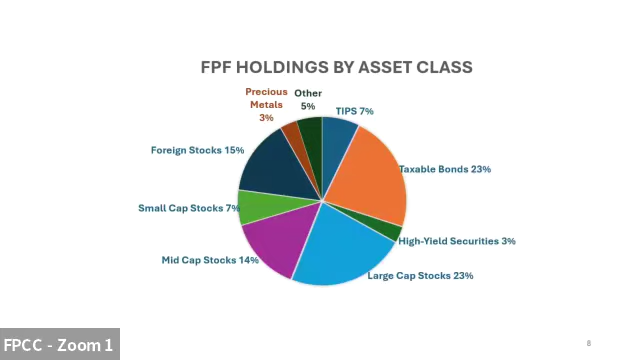 FPF HOLDINGS BY ASSET CLASS
Precious
Metals
3%
Other
5%
TIPS 7%
Foreign Stocks 15%
Taxable Bonds 23%
Small Cap Stocks 7%
High-Yield Securities 3%
Mid Cap Stocks 14%
Large Cap Stocks 23%
FPCC - Zoom 1
8